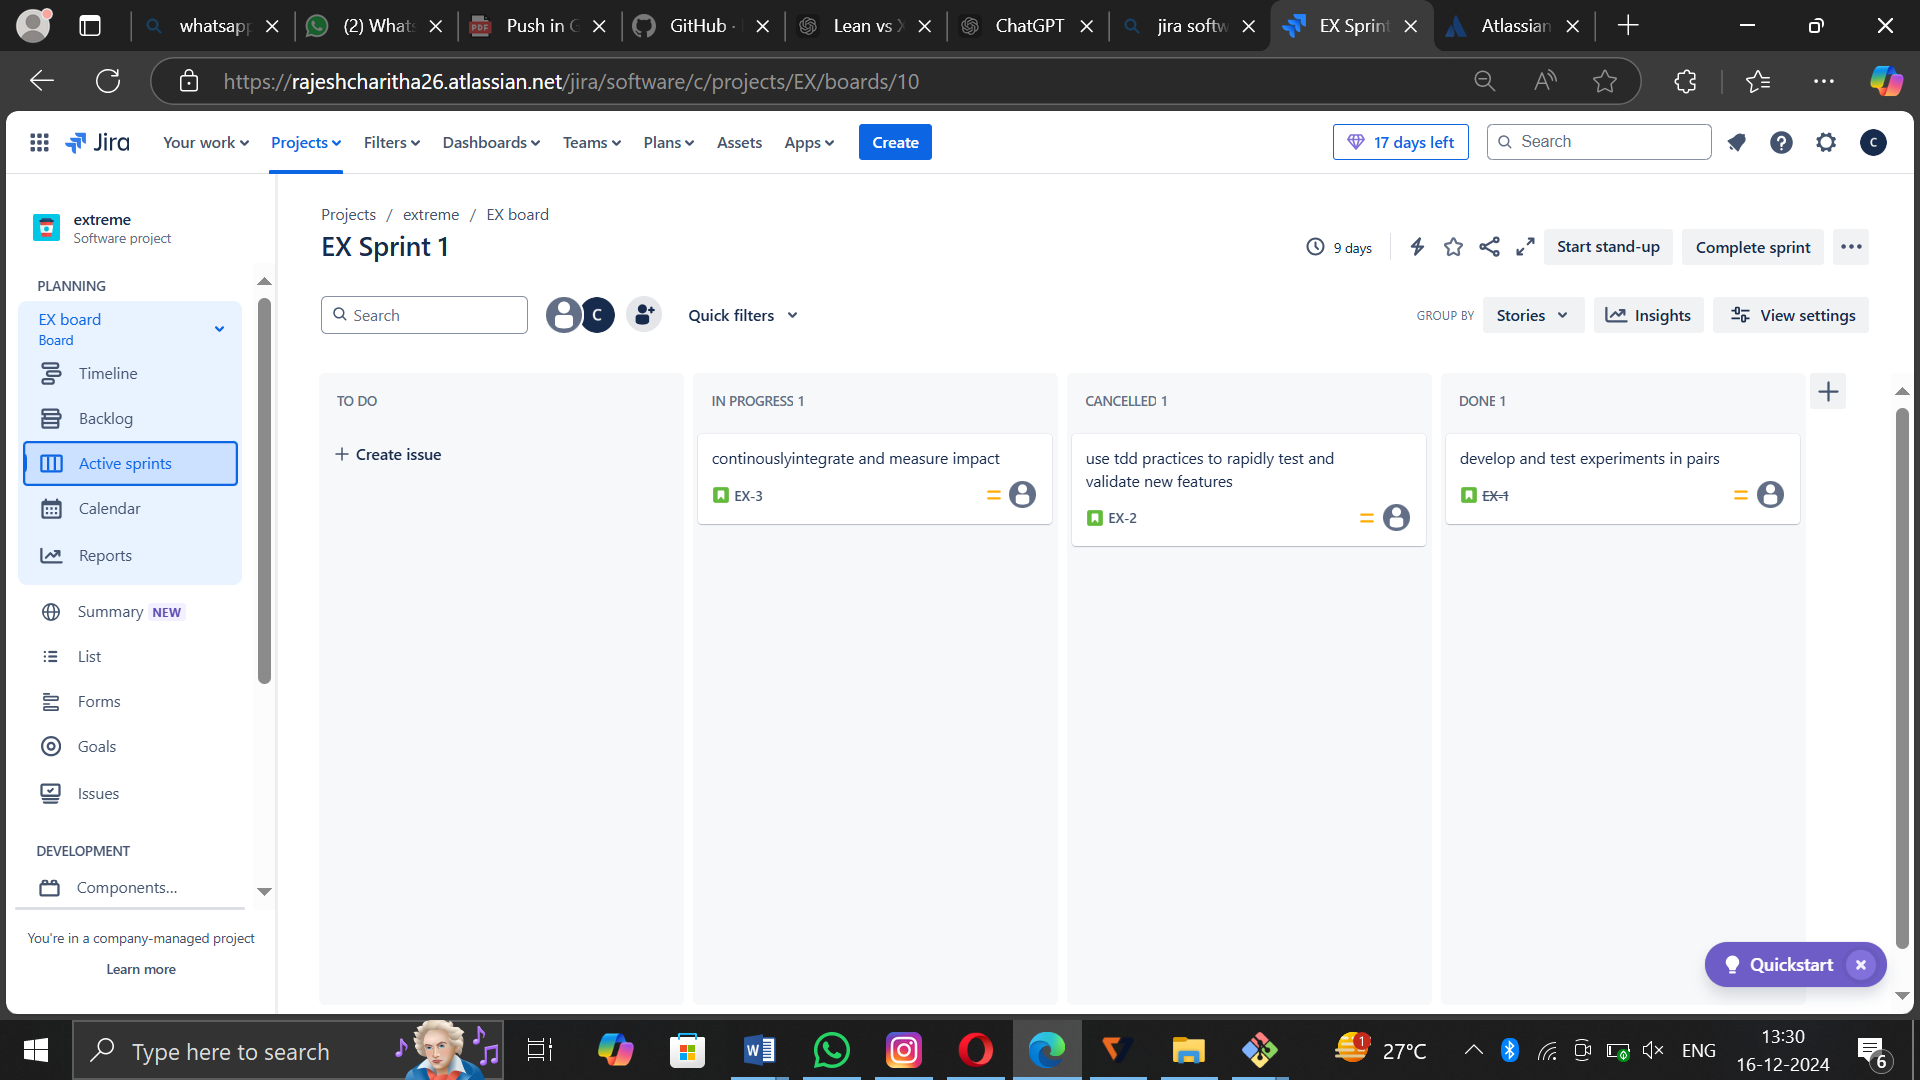 whatsapp
(2) Whats
Push in G
GitHub ·
Lean vs X
ChatGPT
jira softw
EX Sprint
Atlassian
https://rajeshcharitha26.atlassian.net/jira/software/c/projects/EX/boards/10
Jira
Your work
Projects
Filters
Dashboards
Teams
Plans
Assets
Apps
Create
17 days left
Search
C
extreme
Software project
PLANNING
EX board
Board
Timeline
Backlog
Active sprints
Calendar
Reports
Summary NEW
List
Forms
Goals
Issues
DEVELOPMENT
Components...
You're in a company-managed project
Learn more
Projects / extreme / EX board
EX Sprint 1
9 days
Start stand-up
Complete sprint
Search
C
Quick filters
GROUP BY
Stories
Insights
View settings
TO DO
Create issue
IN PROGRESS 1
continouslyintegrate and measure impact
EX-3
CANCELLED 1
use tdd practices to rapidly test and
validate new features
EX-2
DONE 1
develop and test experiments in pairs
EX-1
Quickstart
Type here to search
1
27°C
ENG
13:30
16-12-2024
6